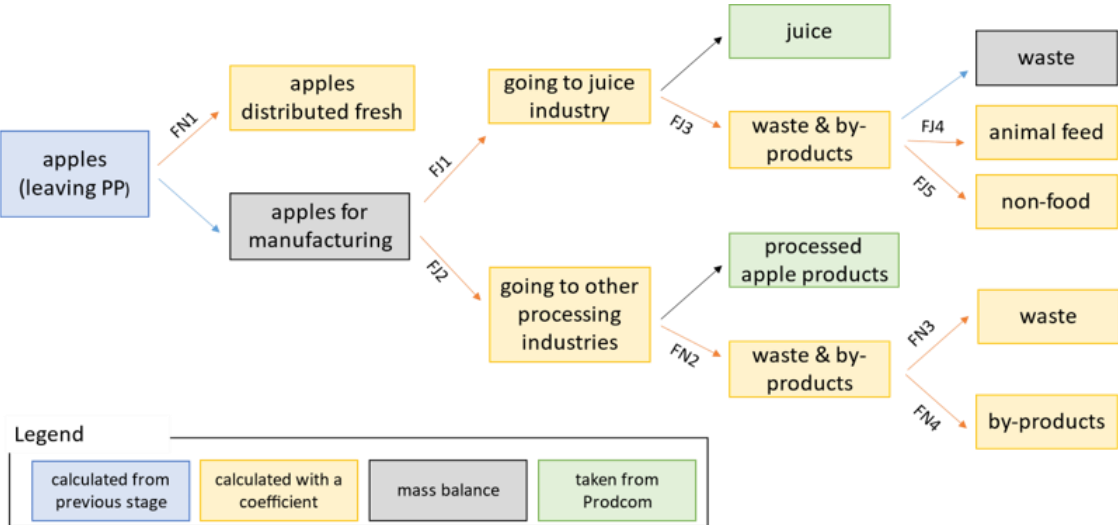 juice
waste
apples
distributed fresh
going to juice
industry
FN1
FJ3
waste & by-
products
FJ4
animal feed
apples
(leaving PP)
FJ1
FJ5
non-food
apples for
manufacturing
processed
apple products
FJ2
going to other
processing
industries
waste
FN3
FN2
waste & by-
products
FN4
by-products
Legend
calculated from
previous stage
calculated with a
coefficient
mass balance
taken from
Prodcom